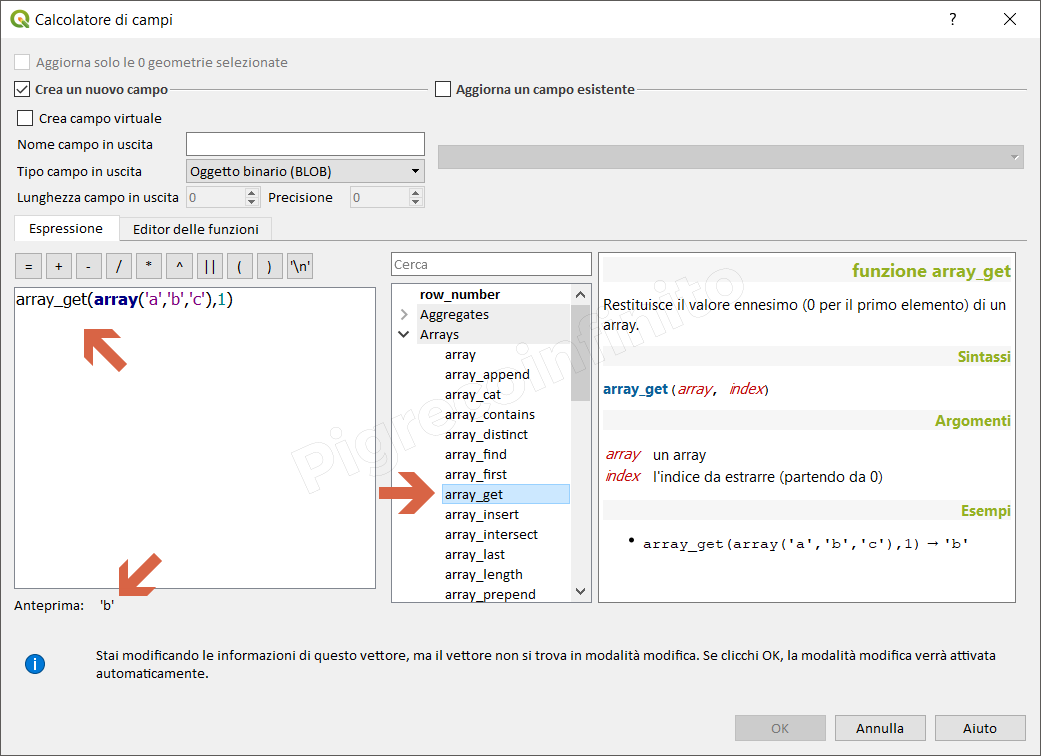 Calcolatore di campi
?
Aggiorna solo le 0 geometrie selezionate
Crea un nuovo campo
Aggiorna un campo esistente
Crea campo virtuale
Nome campo in uscita
Tipo campo in uscita Oggetto binario (BLOB)
Lunghezza campo in uscita 0 Precisione 0
Espressione Editor delle funzioni
= + - / * ^ || ( ) '\n'
array_get(array('a','b','c'),1)
Anteprima: 'b'
Cerca
row_number
Aggregates
Arrays
array
array_append
array_cat
array_contains
array_distinct
array_find
array_first
array_get
array_insert
array_intersect
array_last
array_length
array_prepend
funzione array_get
Restituisce il valore ennesimo (0 per il primo elemento) di un
array.
Sintassi
array_get(array, index)
Argomenti
array un array
index l'indice da estrarre (partendo da 0)
Esempi
• array_get(array('a','b','c'),1) → 'b'
Pigrecoinfinito
i
Stai modificando le informazioni di questo vettore, ma il vettore non si trova in modalità modifica. Se clicchi OK, la modalità modifica verrà attivata
automaticamente.
OK Annulla Aiuto